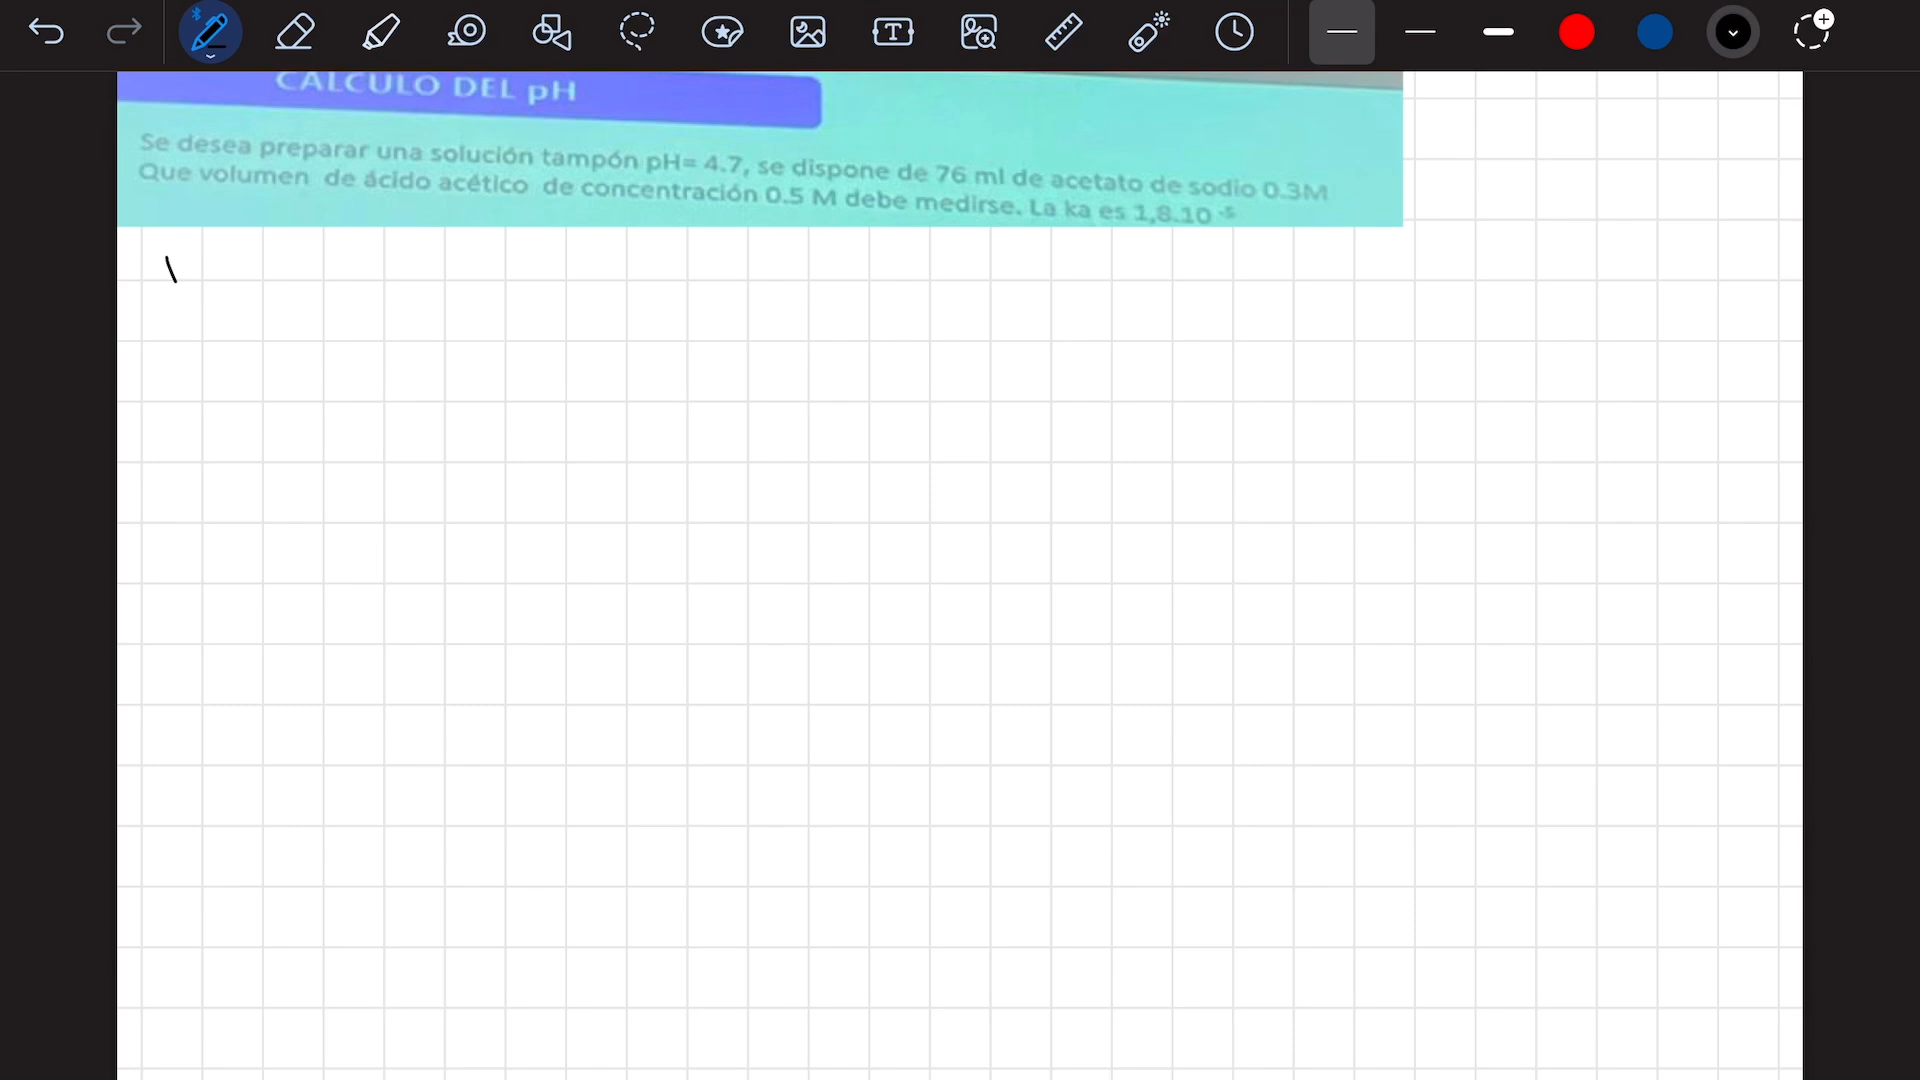 CALCULO DEL pH
Se desea preparar una solución tampón pH= 4.7, se dispone de 76 ml de acetato de sodio 0.3M
Que volumen de ácido acético de concentración 0.5 M debe medirse. La ka es 1,8.10 -5